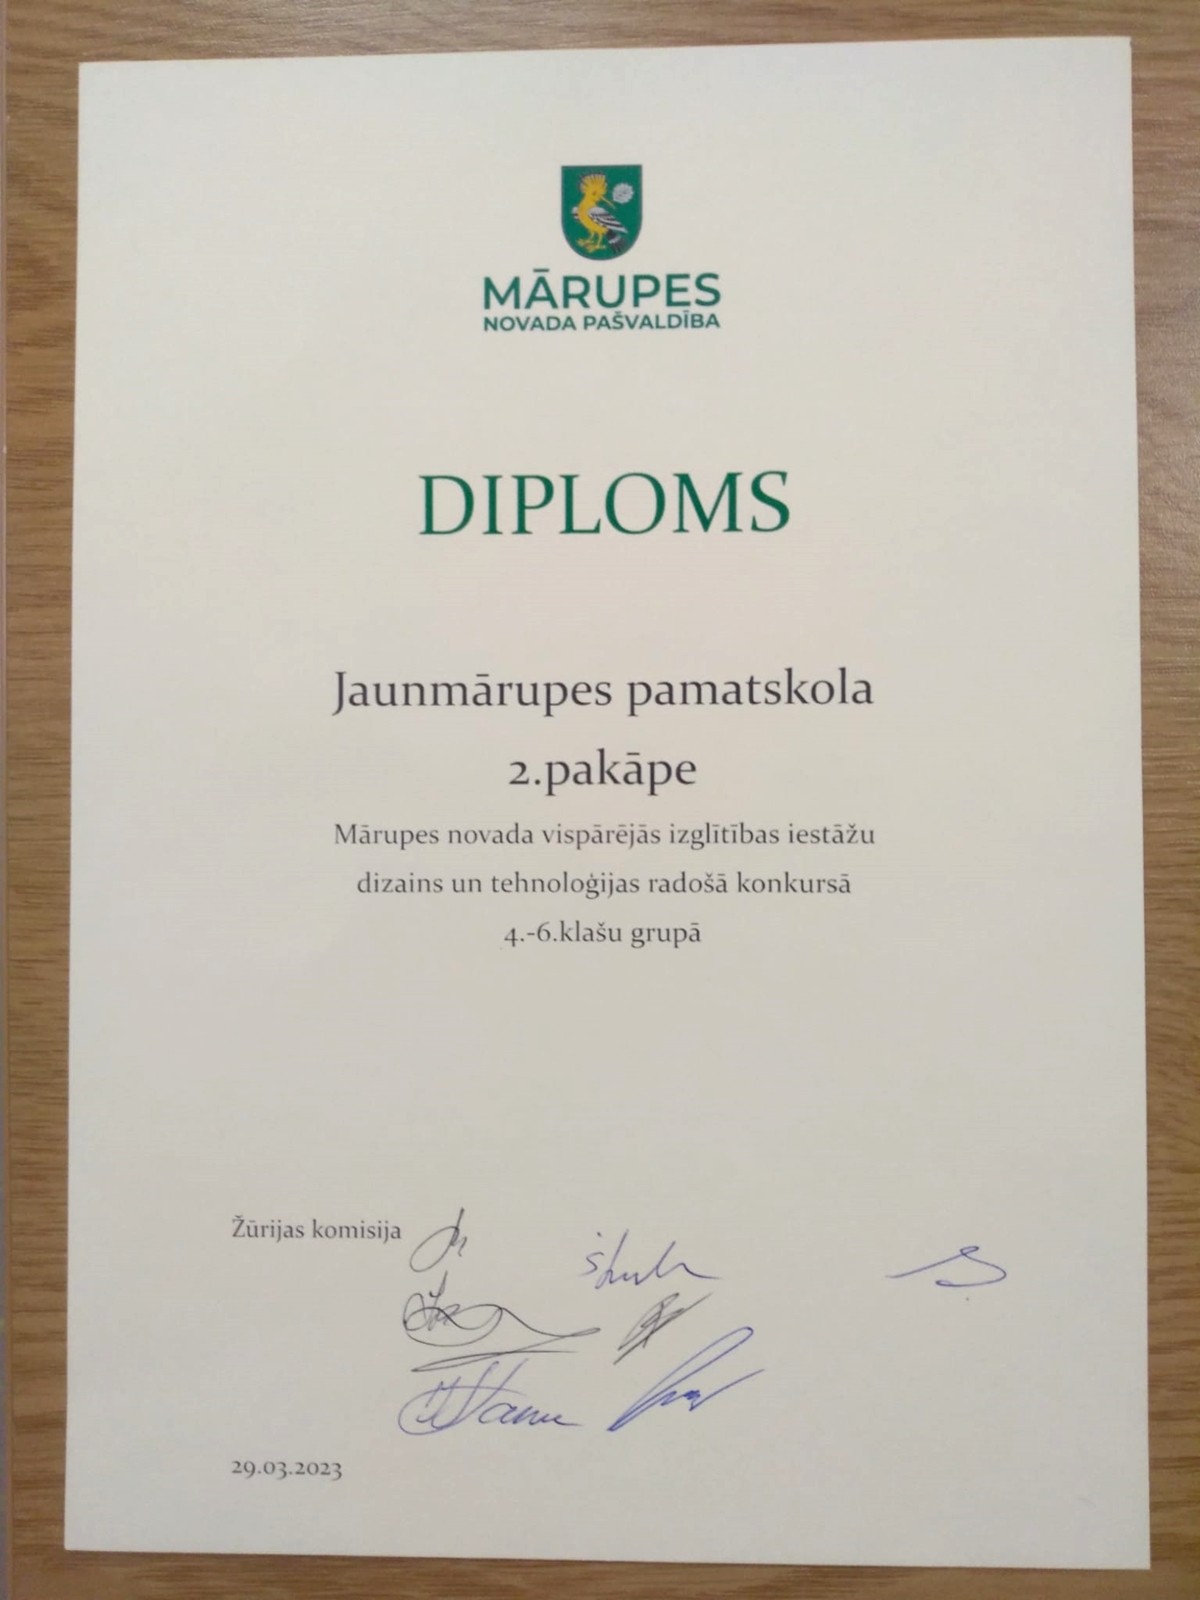 MĀRUPES
NOVADA PAŠVALDĪBA
DIPLOMS
Jaunmārupes pamatskola
2.pakāpe
Mārupes novada vispārējās izglītības iestāžu
dizains un tehnoloģijas radošā konkursā
4.-6.klašu grupā
Žūrijas komisija
29.03.2023